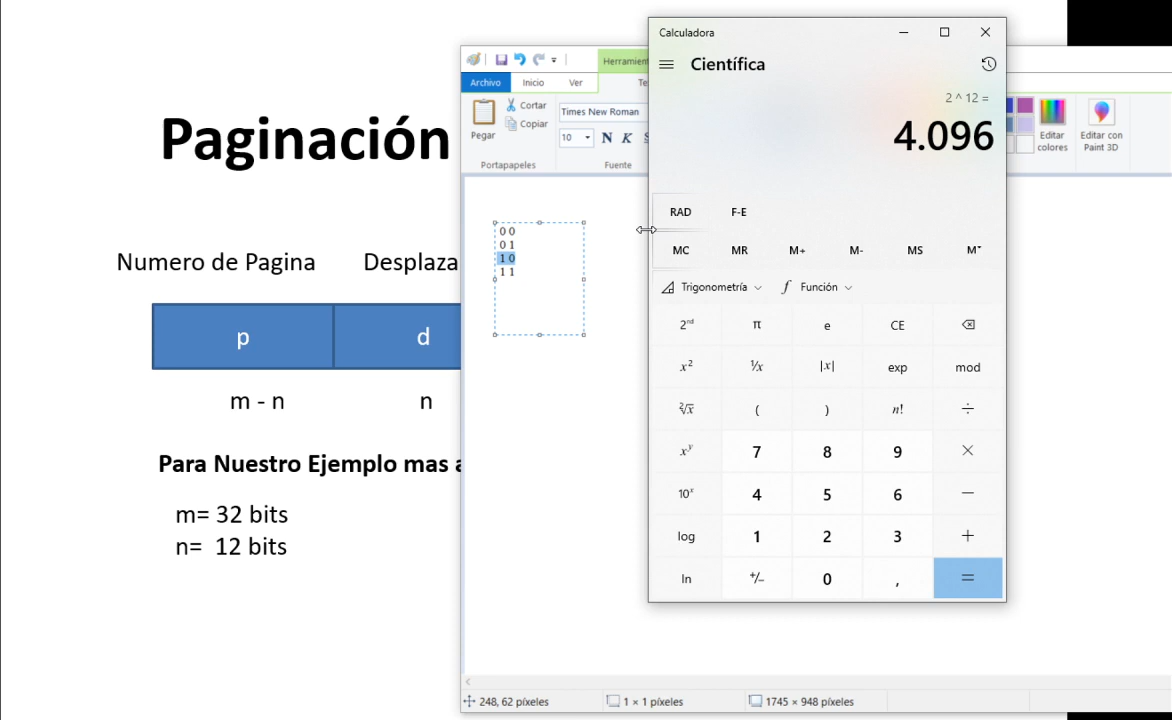 Paginación
Numero de Pagina
Desplaza
p
d
m - n
n
Para Nuestro Ejemplo mas a
m= 32 bits
n= 12 bits
Herramien
Archivo
Inicio
Ver
Te
Pegar
Cortar
Copiar
Portapapeles
Times New Roman
10
N K S
Fuente
Editar colores
Editar con Paint 3D
0 0
0 1
1 0
1 1
Calculadora
Científica
2 ^ 12 =
4.096
RAD F-E
MC MR M+ M- MS M˅
Trigonometría ƒ Función
2ⁿᵈ π e CE
x² ¹/x |x| exp mod
²√x ( ) n! ÷
xʸ 7 8 9 ×
10ˣ 4 5 6 −
log 1 2 3 +
ln +/− 0 , =
248, 62 píxeles
1 × 1 píxeles
1745 × 948 píxeles